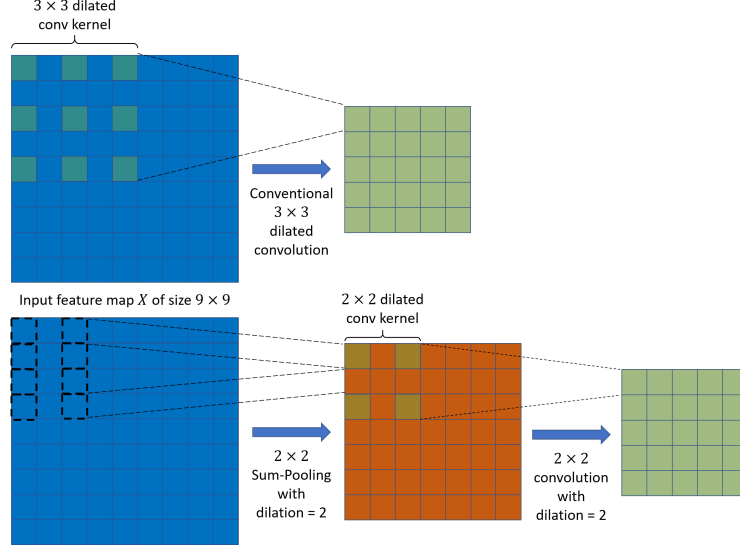 3 × 3 dilated
conv kernel
Conventional
3 × 3
dilated
convolution
Input feature map X of size 9 × 9
2 × 2 dilated
conv kernel
2 × 2
Sum-Pooling
with
dilation = 2
2 × 2
convolution
with
dilation = 2